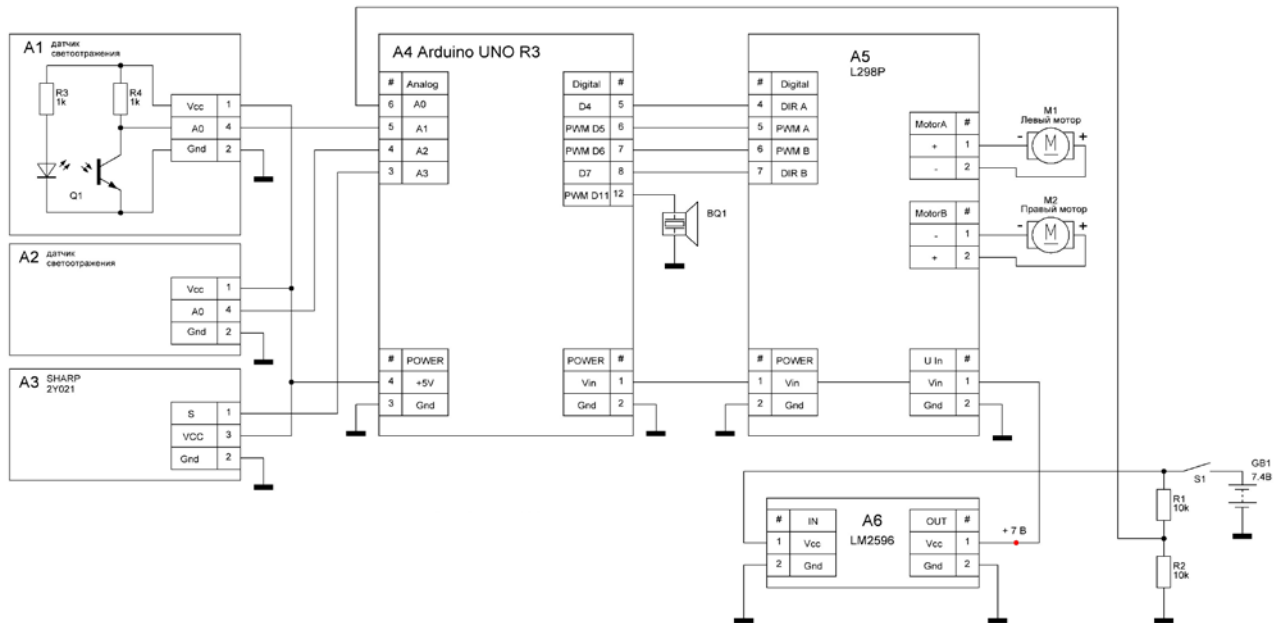 A1 датчик
светоотражения
R3
1k
R4
1k
Q1
Vcc 1
A0 4
Gnd 2
A2 датчик
светоотражения
Vcc 1
A0 4
Gnd 2
A3 SHARP
2Y021
S 1
VCC 3
Gnd 2
A4 Arduino UNO R3
# Analog
6 A0
5 A1
4 A2
3 A3
Digital #
D4 5
PWM D5 6
PWM D6 7
D7 8
PWM D11 12
BQ1
# POWER
4 +5V
3 Gnd
POWER #
Vin 1
Gnd 2
A5
L298P
# Digital
4 DIR A
5 PWM A
6 PWM B
7 DIR B
MotorA #
+ 1
- 2
M1
Левый мотор
- M +
MotorB #
- 1
+ 2
M2
Правый мотор
- M +
# POWER
1 Vin
2 Gnd
U In #
Vin 1
Gnd 2
A6
LM2596
# IN
1 Vcc
2 Gnd
OUT #
Vcc 1
Gnd 2
+ 7 В
S1
GB1
7.4В
R1
10k
R2
10k